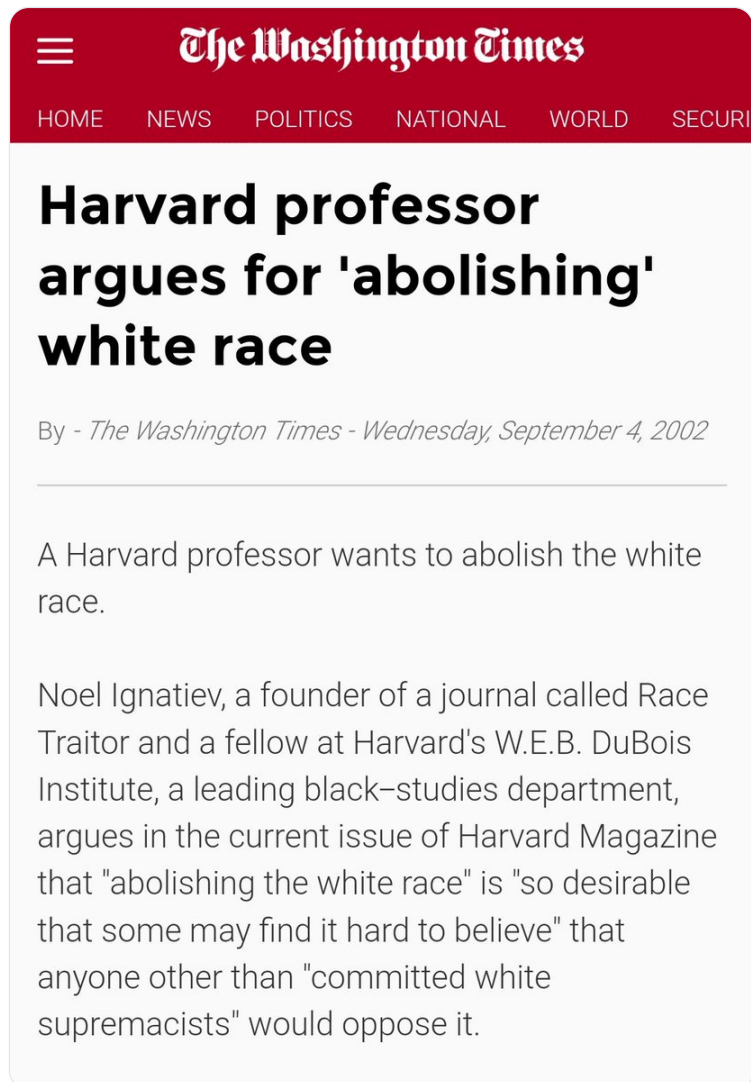 The Washington Times
HOME NEWS POLITICS NATIONAL WORLD SECURI
Harvard professor
argues for 'abolishing'
white race
By - The Washington Times - Wednesday, September 4, 2002
A Harvard professor wants to abolish the white
race.
Noel Ignatiev, a founder of a journal called Race
Traitor and a fellow at Harvard's W.E.B. DuBois
Institute, a leading black–studies department,
argues in the current issue of Harvard Magazine
that "abolishing the white race" is "so desirable
that some may find it hard to believe" that
anyone other than "committed white
supremacists" would oppose it.